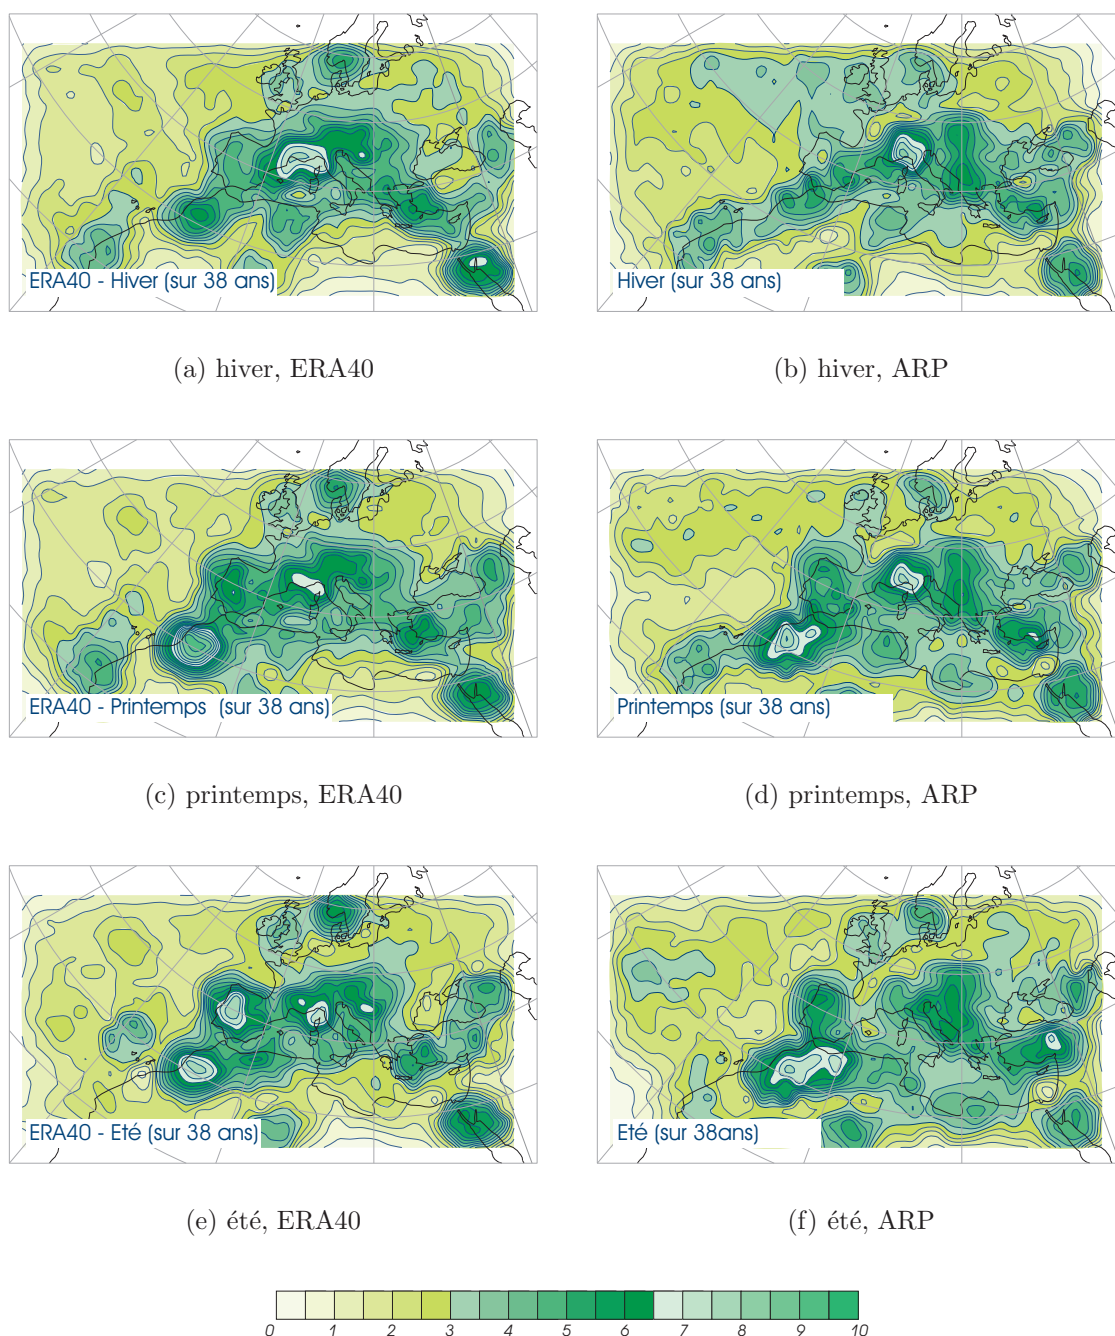 ERA40 - Hiver (sur 38 ans)
Hiver (sur 38 ans)
(a) hiver, ERA40
(b) hiver, ARP
ERA40 - Printemps (sur 38 ans)
Printemps (sur 38 ans)
(c) printemps, ERA40
(d) printemps, ARP
ERA40 - Eté (sur 38 ans)
Eté (sur 38ans)
(e) été, ERA40
(f) été, ARP
0 1 2 3 4 5 6 7 8 9 10